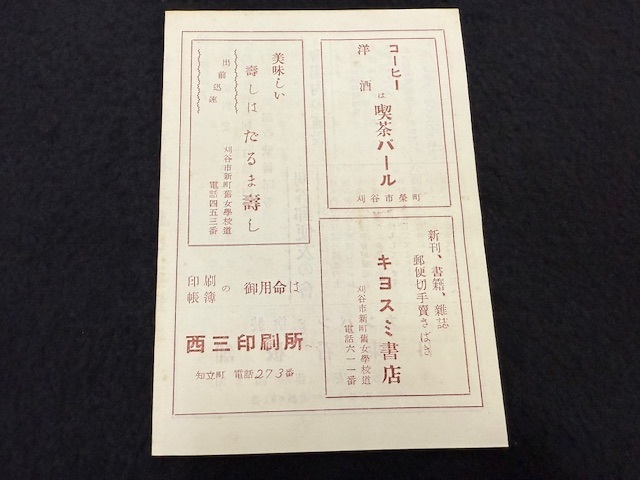 コーヒー
洋酒は
喫茶パール
刈谷市榮町
新刊、書籍、雜誌
郵便切手賣さばき
キヨスミ書店
刈谷市新町舊女學校道
電話六一一番
美味しい
壽しは だるま壽し
出前迅速
刈谷市新町舊女學校道
電話四五三番
印刷
帳簿
の 御用命は
西三印刷所
知立町 電話273番